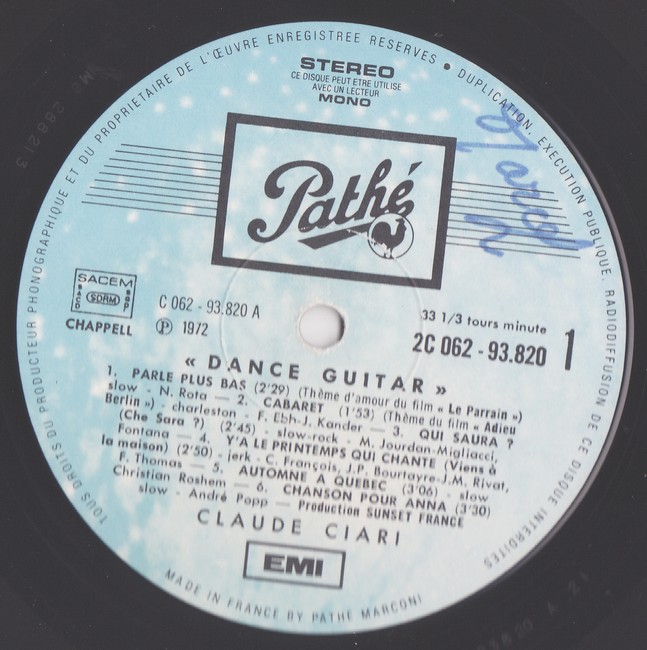 TOUS DROITS DU PRODUCTEUR PHONOGRAPHIQUE ET DU PROPRIETAIRE DE L'ŒUVRE ENREGISTREE RESERVES • DUPLICATION, EXECUTION PUBLIQUE, RADIODIFFUSION DE CE DISQUE INTERDITES
STEREO
CE DISQUE PEUT ETRE UTILISE
AVEC UN LECTEUR
MONO
Pathé
SACEM
SACD SDRM BGP
CHAPPELL
C 062 - 93.820 A
Ⓟ 1972
33 1/3 tours minute
2C 062 - 93.820
1
« DANCE GUITAR »
1. PARLE PLUS BAS (2'29) (Thème d'amour du film « Le Parrain »)
slow - N. Rota — 2. CABARET (1'53) (Thème du film « Adieu
Berlin ») - charleston - F. Ebh-J. Kander — 3. QUI SAURA ?
(Che Sara ?) (2'45) - slow-rock - M. Jourdan-Migliacci,
Fontana — 4. Y'A LE PRINTEMPS QUI CHANTE (Viens à
la maison) (2'50) - jerk - C. François, J.P. Bourtayre-J.M. Rivat,
F. Thomas — 5. AUTOMNE A QUEBEC (3'06) - slow
Christian Roshem — 6. CHANSON POUR ANNA (3'30)
slow - André Popp — Production SUNSET FRANCE
CLAUDE CIARI
EMI
MADE IN FRANCE BY PATHE MARCONI